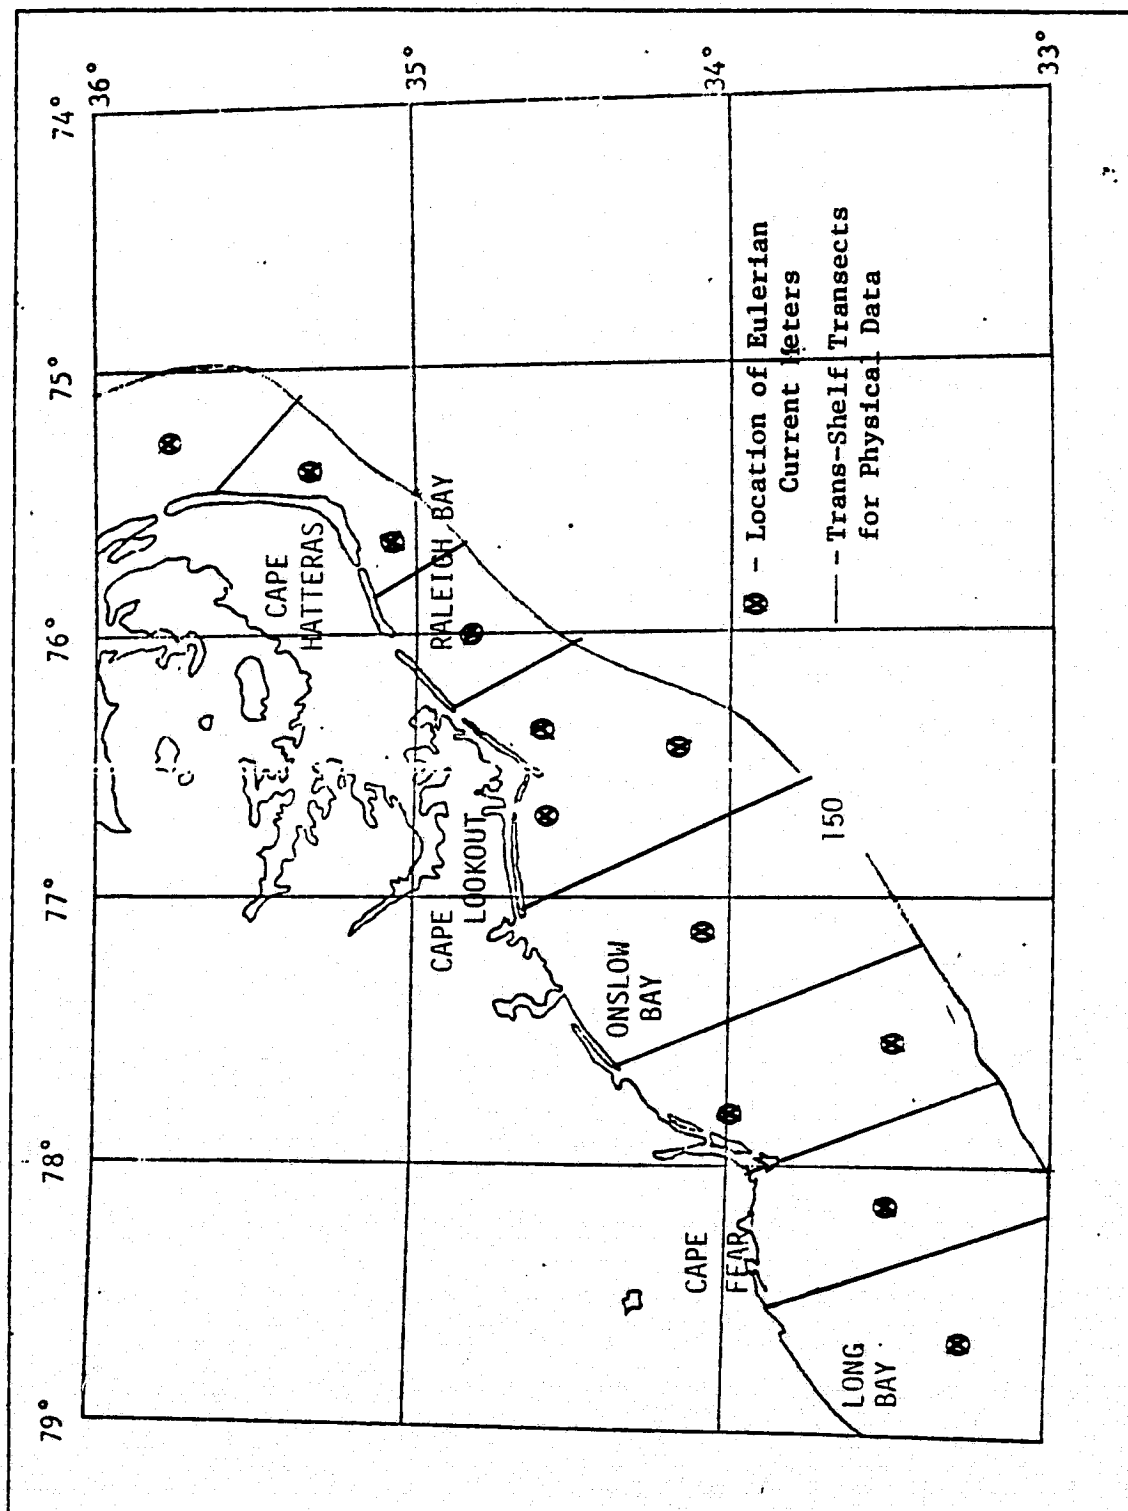 79°
78°
77°
76°
75°
74°
36°
35°
34°
33°
CAPE
HATTERAS
RALEIGH BAY
CAPE
LOOKOUT
ONSLOW
BAY
CAPE
FEAR
LONG
BAY
150
⊗ – Location of Eulerian
Current Meters
—— – Trans-Shelf Transects
for Physical Data